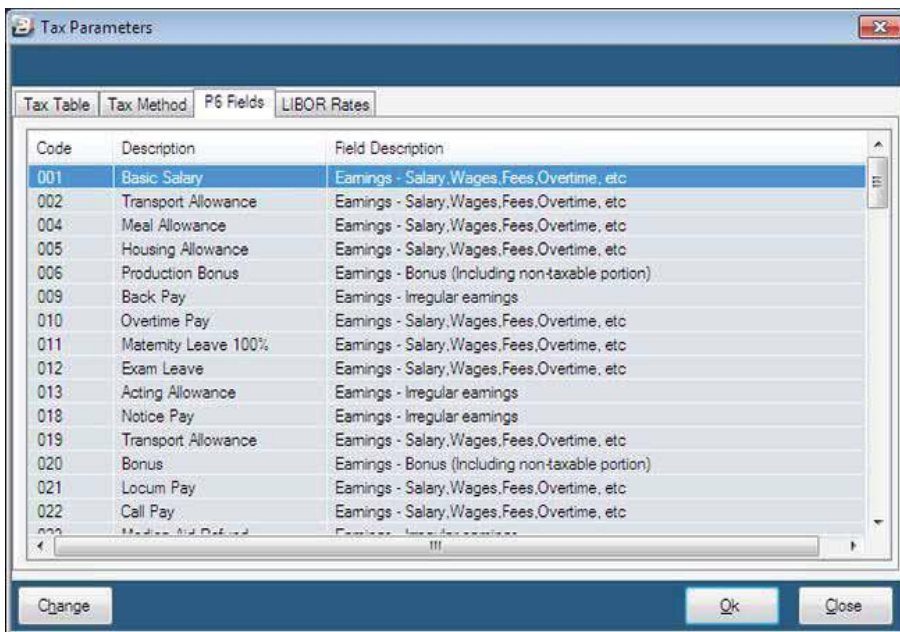 Tax Parameters
Tax Table Tax Method P6 Fields LIBOR Rates
Code Description Field Description
001 Basic Salary Earnings - Salary,Wages,Fees,Overtime, etc
002 Transport Allowance Earnings - Salary,Wages,Fees,Overtime, etc
004 Meal Allowance Earnings - Salary,Wages,Fees,Overtime, etc
005 Housing Allowance Earnings - Salary,Wages,Fees,Overtime, etc
006 Production Bonus Earnings - Bonus (Including non-taxable portion)
009 Back Pay Earnings - Irregular earnings
010 Overtime Pay Earnings - Salary,Wages,Fees,Overtime, etc
011 Maternity Leave 100% Earnings - Salary,Wages,Fees,Overtime, etc
012 Exam Leave Earnings - Salary,Wages,Fees,Overtime, etc
013 Acting Allowance Earnings - Irregular earnings
018 Notice Pay Earnings - Irregular earnings
019 Transport Allowance Earnings - Salary,Wages,Fees,Overtime, etc
020 Bonus Earnings - Bonus (Including non-taxable portion)
021 Locum Pay Earnings - Salary,Wages,Fees,Overtime, etc
022 Call Pay Earnings - Salary,Wages,Fees,Overtime, etc
Change Ok Close